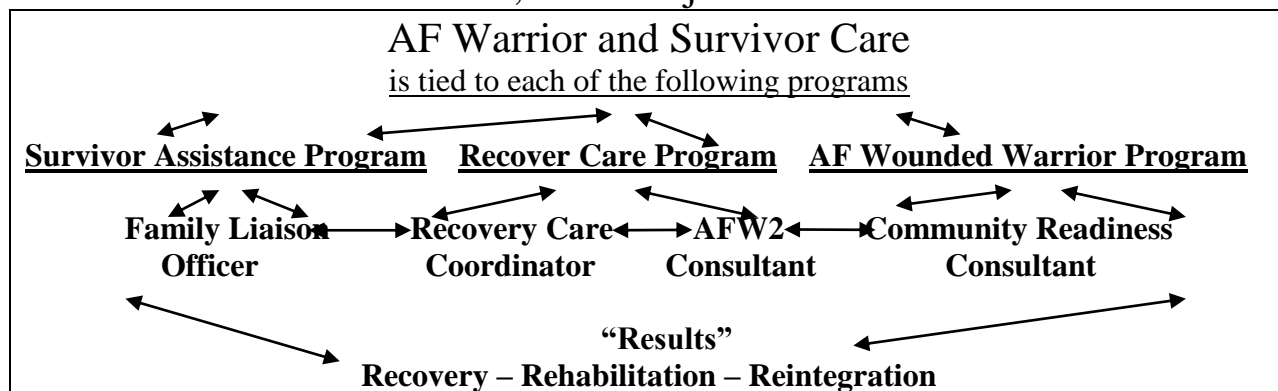 AF Warrior and Survivor Care
is tied to each of the following programs
Survivor Assistance Program Recover Care Program AF Wounded Warrior Program
Family Liaison Recovery Care AFW2 Community Readiness
Officer Coordinator Consultant Consultant
“Results”
Recovery – Rehabilitation – Reintegration